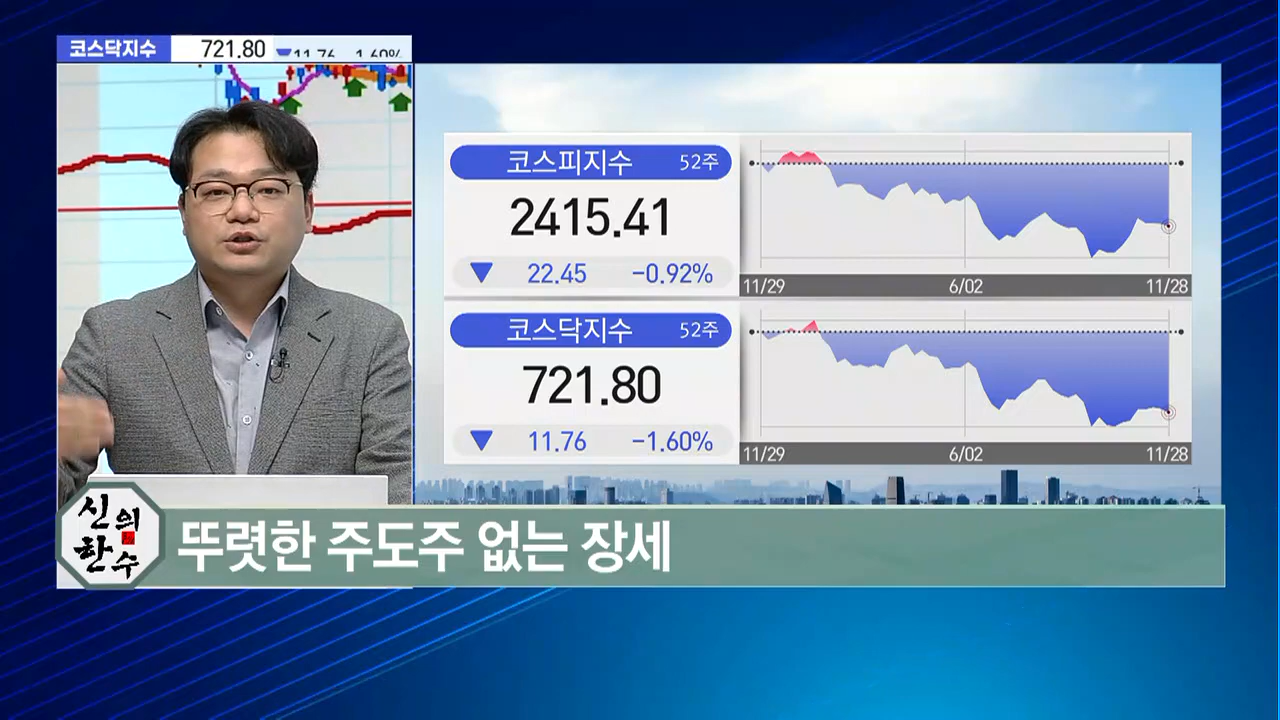 코스닥지수 721.80
코스피지수 52주
2415.41
▼ 22.45 -0.92%
11/29 6/02 11/28
코스닥지수 52주
721.80
▼ 11.76 -1.60%
11/29 6/02 11/28
신의
한수
뚜렷한 주도주 없는 장세